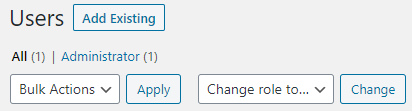 Users Add Existing
All (1) | Administrator (1)
Bulk Actions Apply Change role to... Change